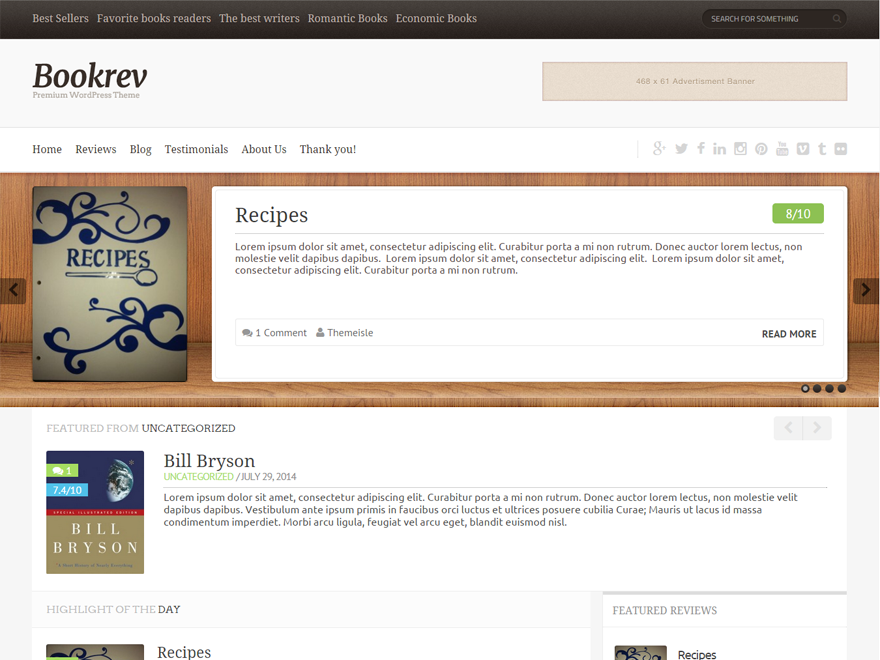 Best Sellers Favorite books readers The best writers Romantic Books Economic Books
SEARCH FOR SOMETHING
Bookrev
Premium WordPress Theme
468 x 61 Advertisment Banner
Home Reviews Blog Testimonials About Us Thank you!
RECIPES
Recipes
8/10
Lorem ipsum dolor sit amet, consectetur adipiscing elit. Curabitur porta a mi non rutrum. Donec auctor lorem lectus, non
molestie velit dapibus dapibus. Lorem ipsum dolor sit amet, consectetur adipiscing elit. Lorem ipsum dolor sit amet,
consectetur adipiscing elit. Curabitur porta a mi non rutrum.
1 Comment Themeisle
READ MORE
FEATURED FROM UNCATEGORIZED
1
7.4/10
SPECIAL ILLUSTRATED EDITION
BILL
BRYSON
Bill Bryson
UNCATEGORIZED / JULY 29, 2014
Lorem ipsum dolor sit amet, consectetur adipiscing elit. Curabitur porta a mi non rutrum. Donec auctor lorem lectus, non molestie velit
dapibus dapibus. Vestibulum ante ipsum primis in faucibus orci luctus et ultrices posuere cubilia Curae; Mauris ut lacus id massa
condimentum imperdiet. Morbi arcu ligula, feugiat vel arcu eget, blandit euismod nisl.
HIGHLIGHT OF THE DAY
Recipes
FEATURED REVIEWS
Recipes